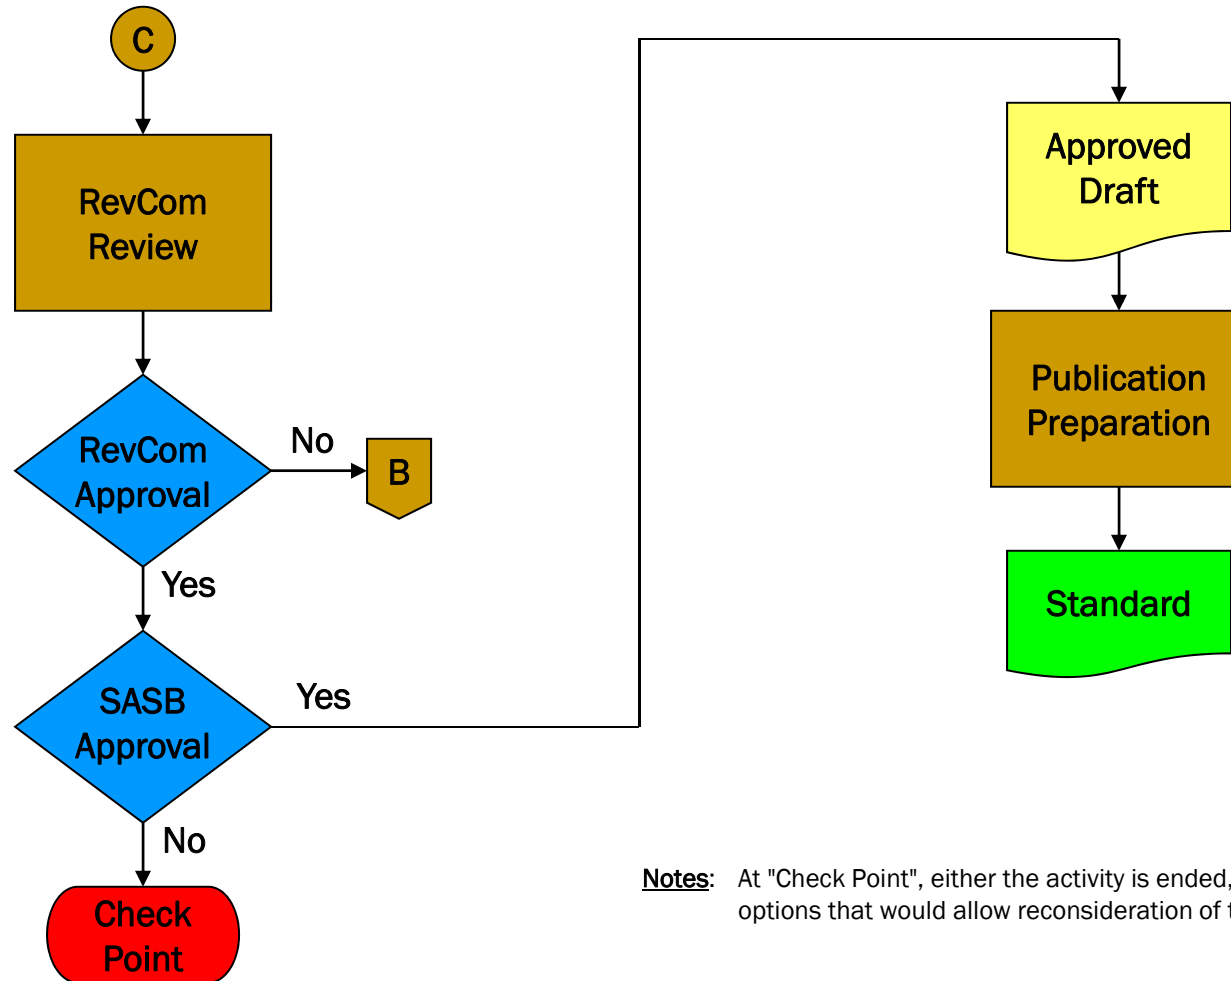 C
RevCom
Review
RevCom
Approval
No
B
Yes
SASB
Approval
Yes
No
Check
Point
Approved
Draft
Publication
Preparation
Standard
Notes: At "Check Point", either the activity is ended,
options that would allow reconsideration of